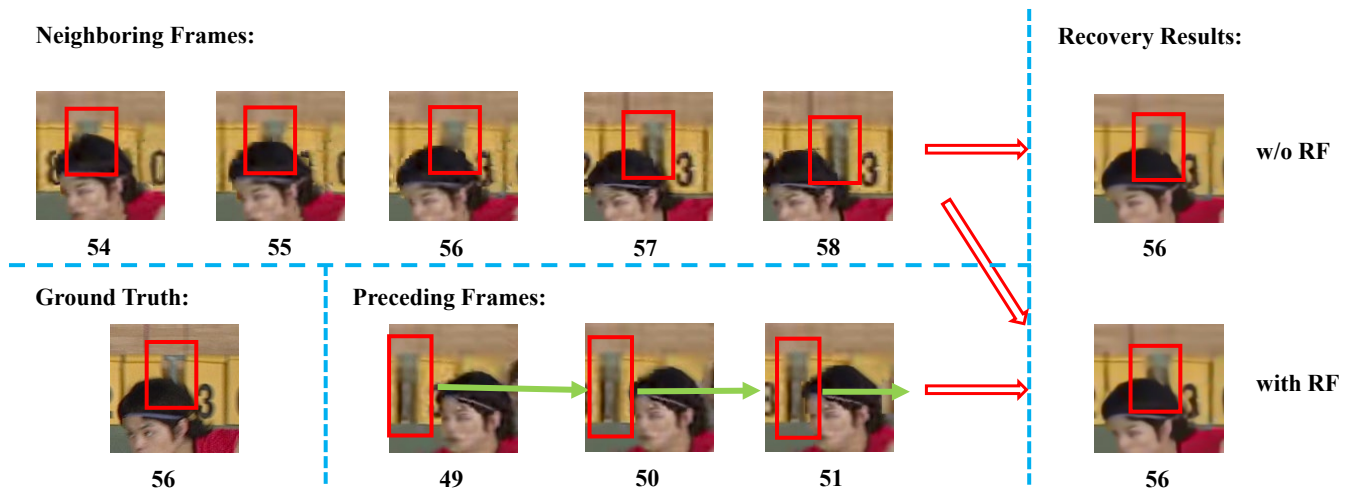 Neighboring Frames:
Recovery Results:
w/o RF
54
55
56
57
58
56
Ground Truth:
Preceding Frames:
with RF
56
49
50
51
56